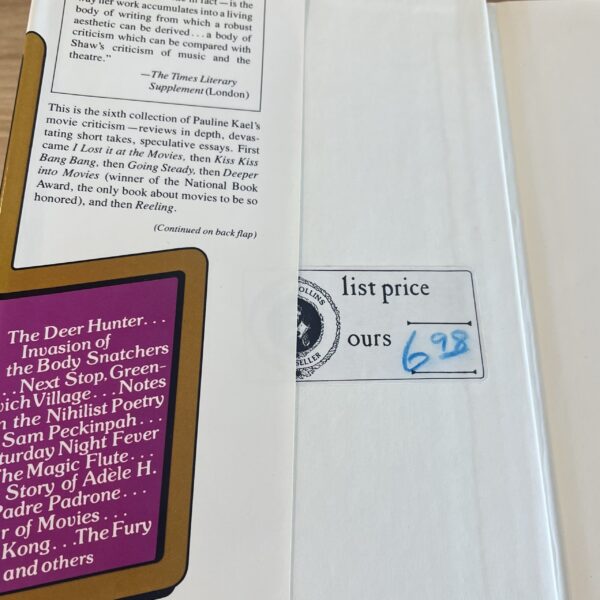 way her work accumulates into a living
body of writing from which a robust
aesthetic can be derived...a body of
criticism which can be compared with
Shaw's criticism of music and the
theatre."
—The Times Literary
Supplement (London)
This is the sixth collection of Pauline Kael's
movie criticism—reviews in depth, devas-
tating short takes, speculative essays. First
came I Lost it at the Movies, then Kiss Kiss
Bang Bang, then Going Steady, then Deeper
into Movies (winner of the National Book
Award, the only book about movies to be so
honored), and then Reeling.
(Continued on back flap)
The Deer Hunter...
Invasion of
the Body Snatchers
...Next Stop, Green-
wich Village...Notes
on the Nihilist Poetry
Sam Peckinpah...
Saturday Night Fever
The Magic Flute...
Story of Adèle H.
Padre Padrone...
r of Movies...
Kong...The Fury
and others
OLLINS
SELLER
list price
ours 6 98